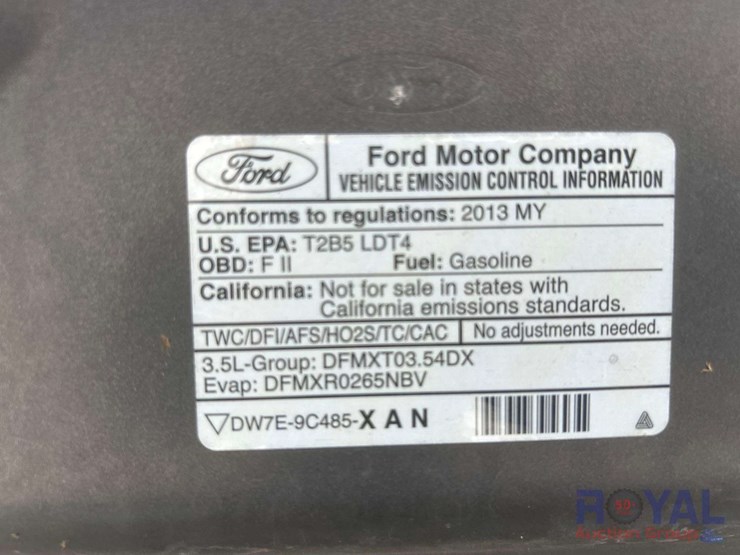 Ford
Ford Motor Company
VEHICLE EMISSION CONTROL INFORMATION
Conforms to regulations: 2013 MY
U.S. EPA: T2B5 LDT4
OBD: F II Fuel: Gasoline
California: Not for sale in states with
California emissions standards.
TWC/DFI/AFS/HO2S/TC/CAC No adjustments needed.
3.5L-Group: DFMXT03.54DX
Evap: DFMXR0265NBV
DW7E-9C485-X A N
ROYAL
Auction Group